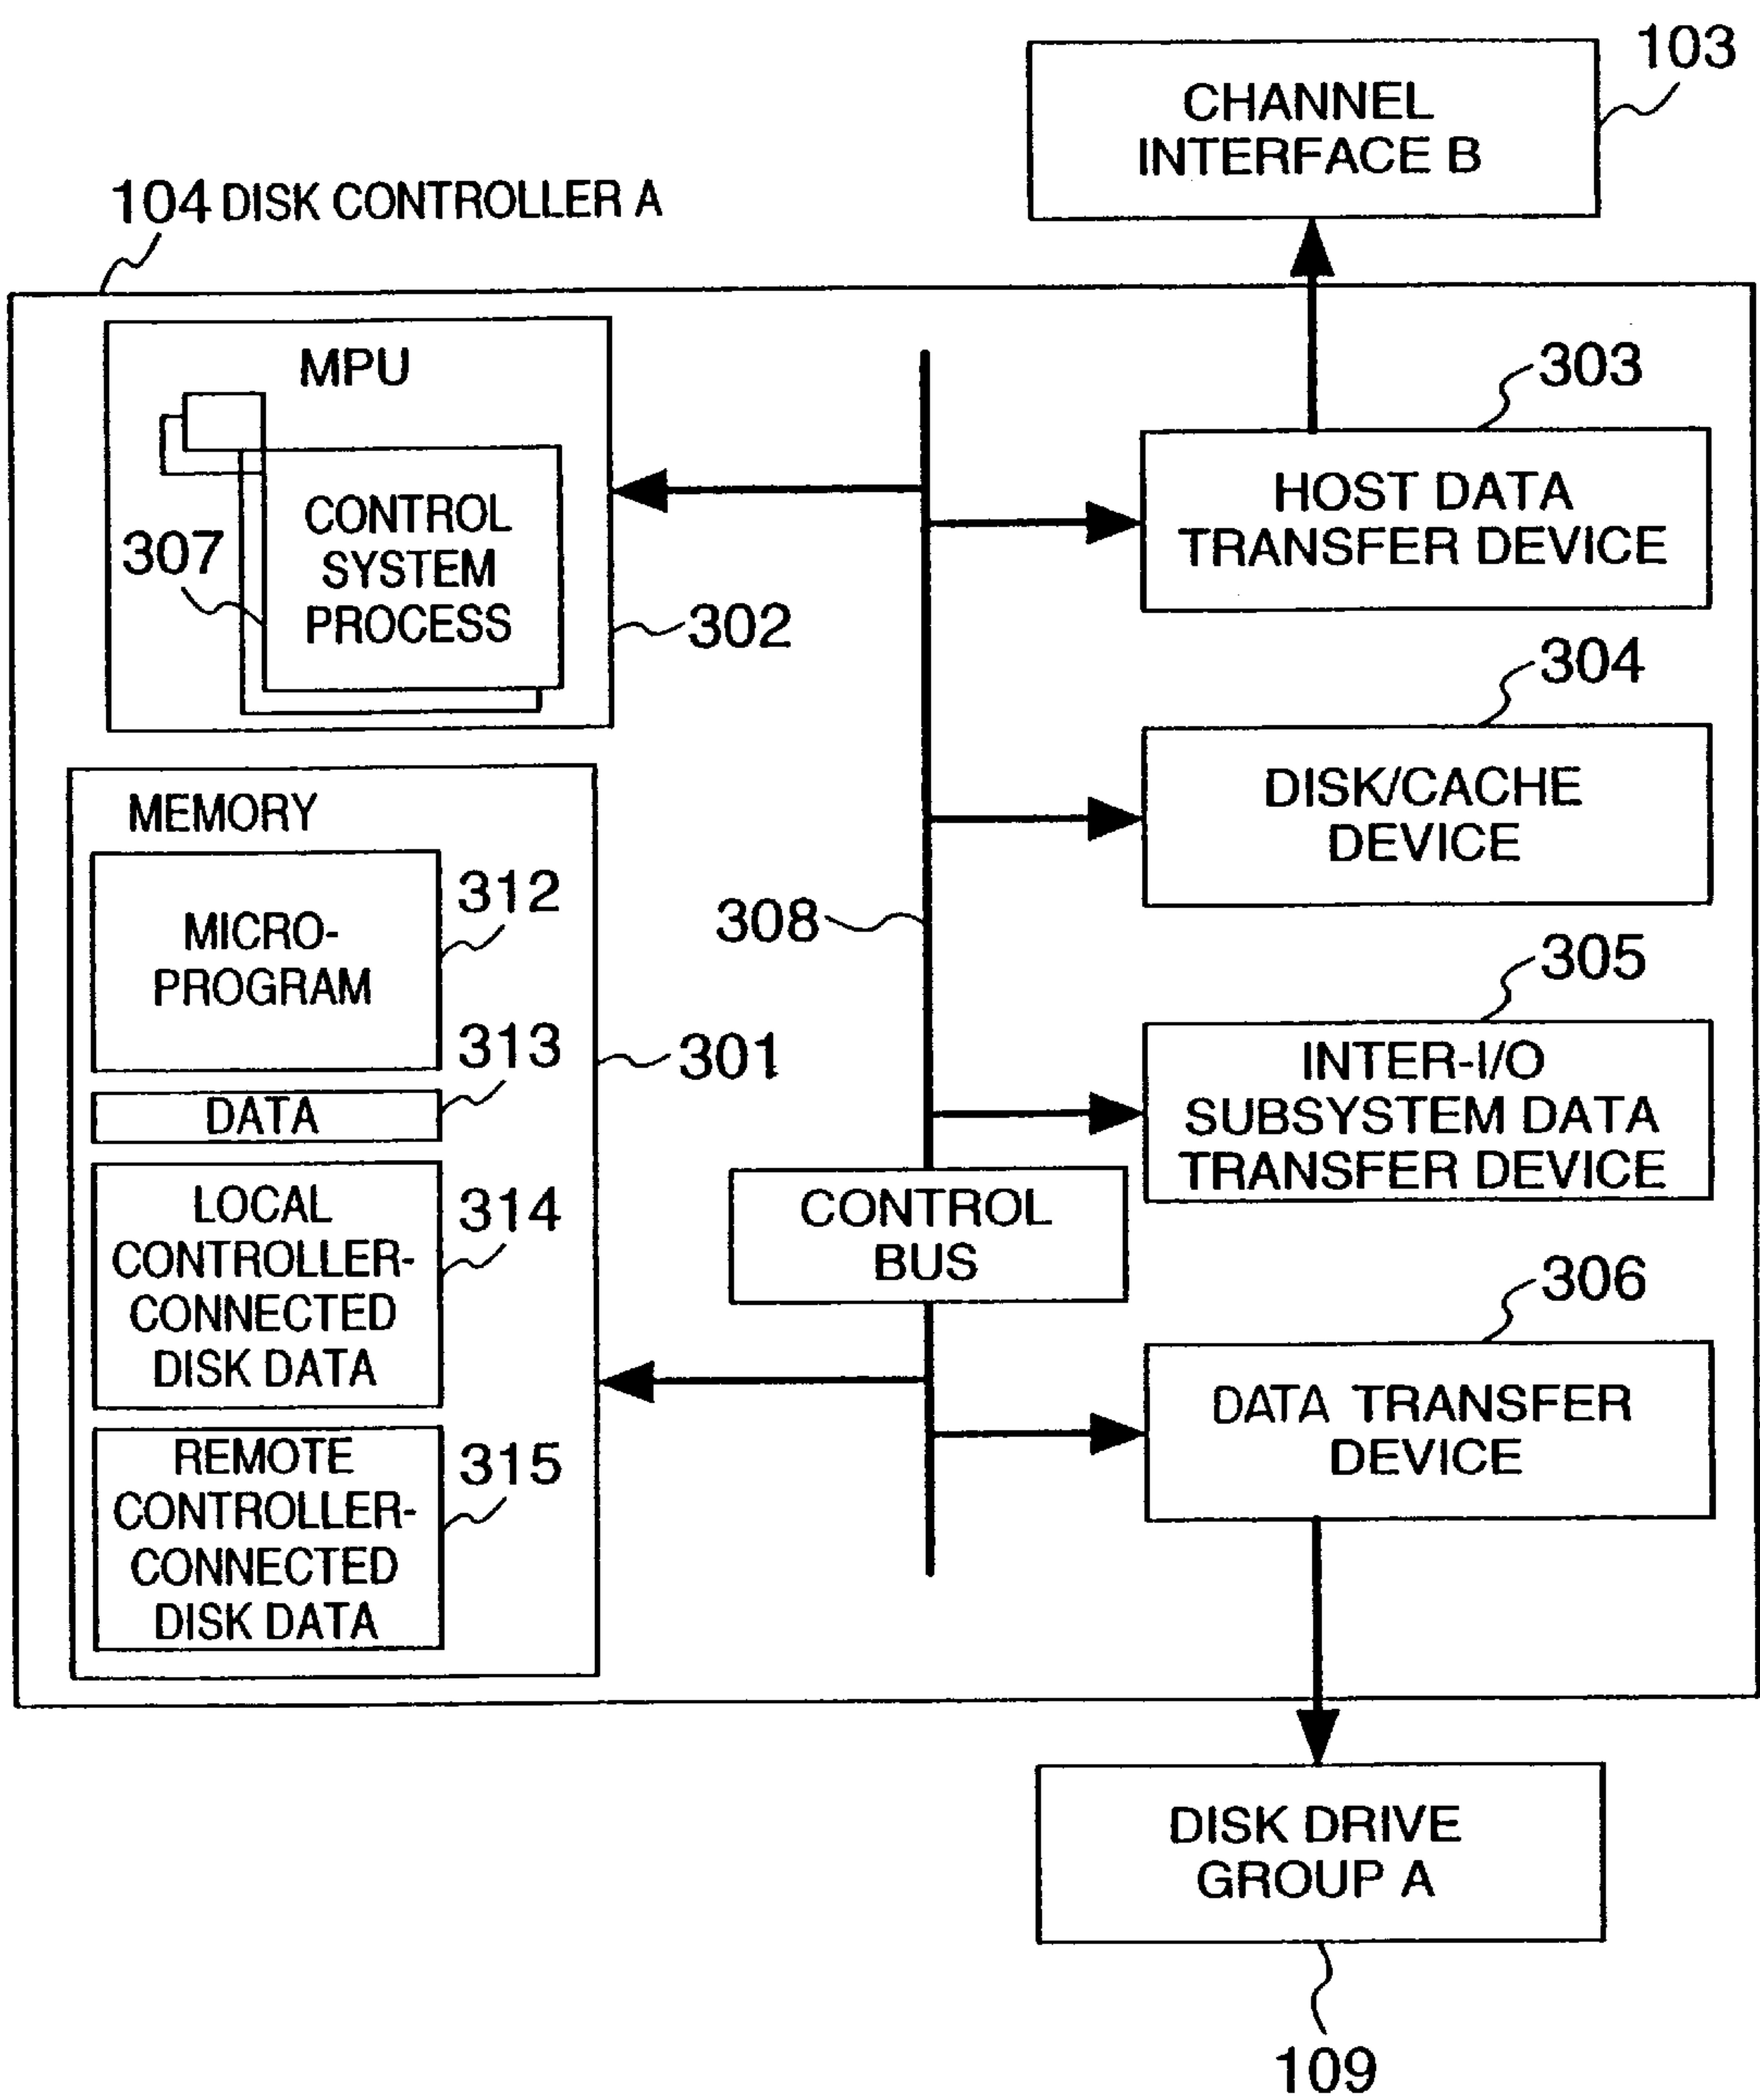 103
CHANNEL
INTERFACE B
104 DISK CONTROLLER A
MPU
CONTROL
SYSTEM
PROCESS
307
302
303
HOST DATA
TRANSFER DEVICE
304
DISK/CACHE
DEVICE
MEMORY
MICRO-
PROGRAM
312
308
305
INTER-I/O
SUBSYSTEM DATA
TRANSFER DEVICE
313
301
DATA
LOCAL
CONTROLLER-
CONNECTED
DISK DATA
314
CONTROL
BUS
306
DATA TRANSFER
DEVICE
REMOTE
CONTROLLER-
CONNECTED
DISK DATA
315
DISK DRIVE
GROUP A
109